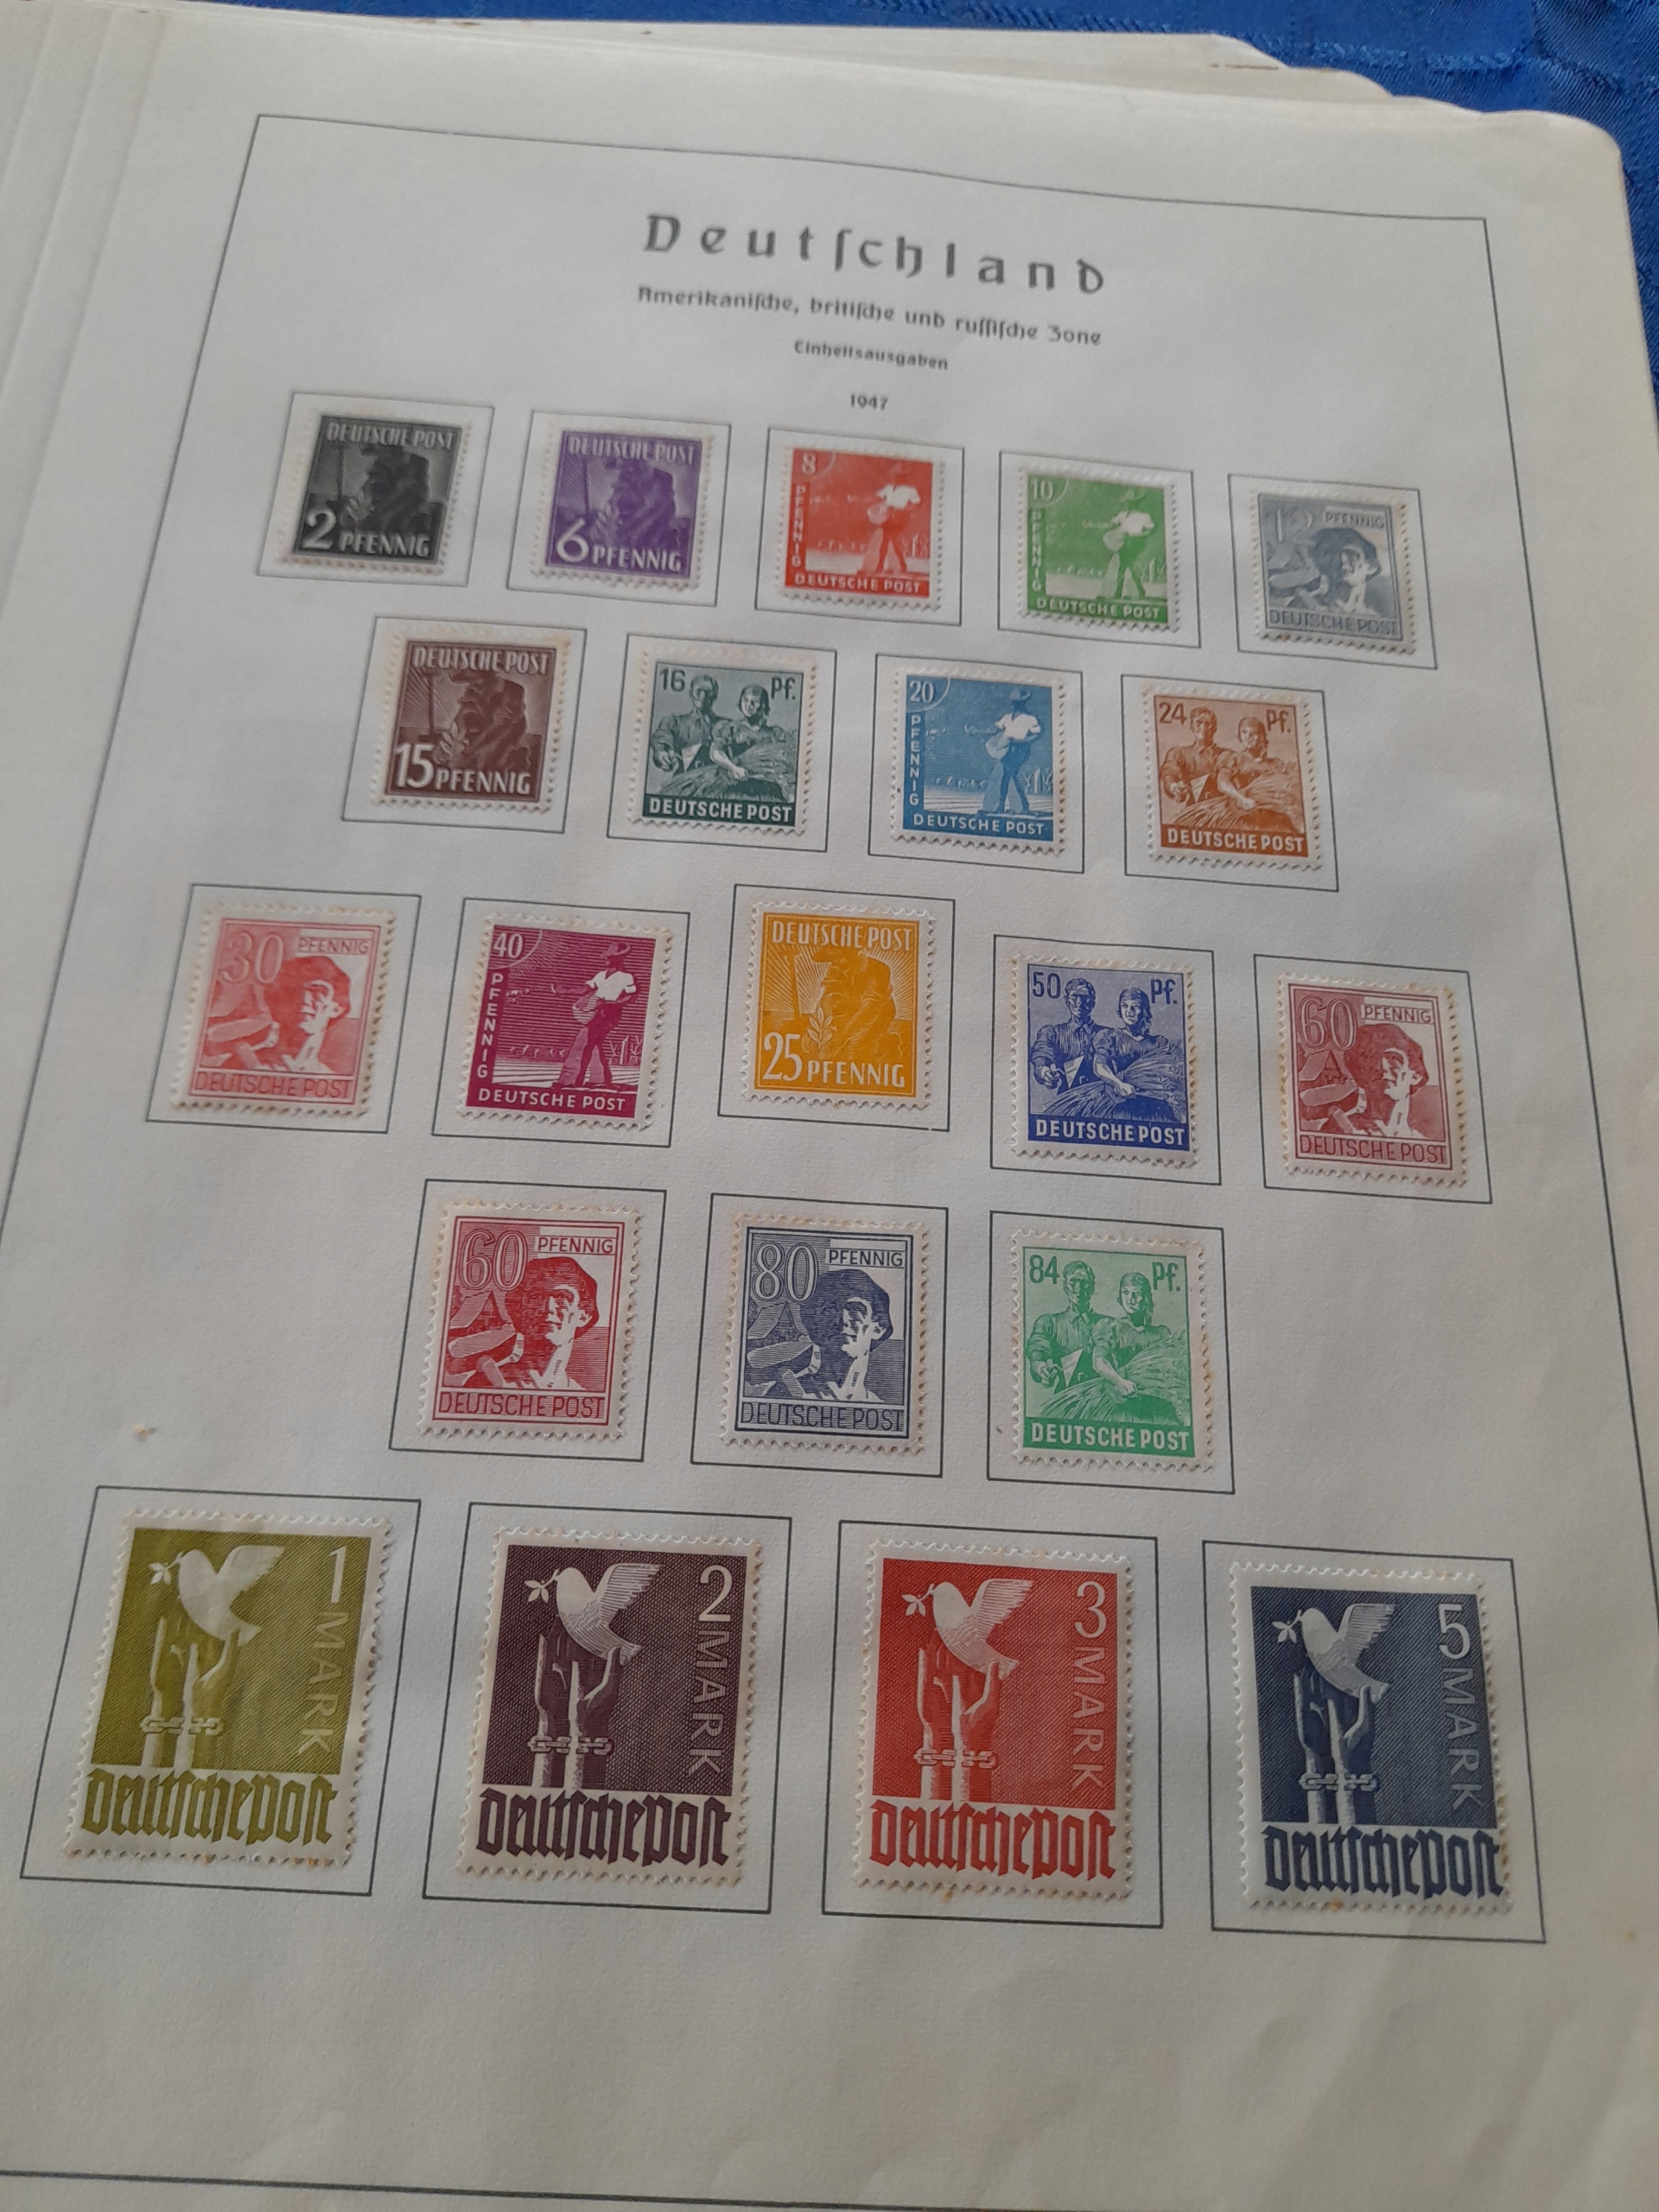 Deutſchland
Amerikaniſche, britiſche und ruſſiſche Zone
Einheitsausgaben
1947
DEUTSCHE POST
2 PFENNIG
DEUTSCHE POST
6 PFENNIG
8
PFENNIG
DEUTSCHE POST
10
PFENNIG
DEUTSCHE POST
12 PFENNIG
DEUTSCHE POST
DEUTSCHE POST
15 PFENNIG
16 Pf.
DEUTSCHE POST
20
PFENNIG
DEUTSCHE POST
24 Pf.
DEUTSCHE POST
30 PFENNIG
DEUTSCHE POST
40
PFENNIG
DEUTSCHE POST
DEUTSCHE POST
25 PFENNIG
50 Pf.
DEUTSCHE POST
60 PFENNIG
DEUTSCHE POST
60 PFENNIG
DEUTSCHE POST
80 PFENNIG
DEUTSCHE POST
84 Pf.
DEUTSCHE POST
1 MARK
Deutſche Poſt
2 MARK
Deutſche Poſt
3 MARK
Deutſche Poſt
5 MARK
Deutſche Poſt